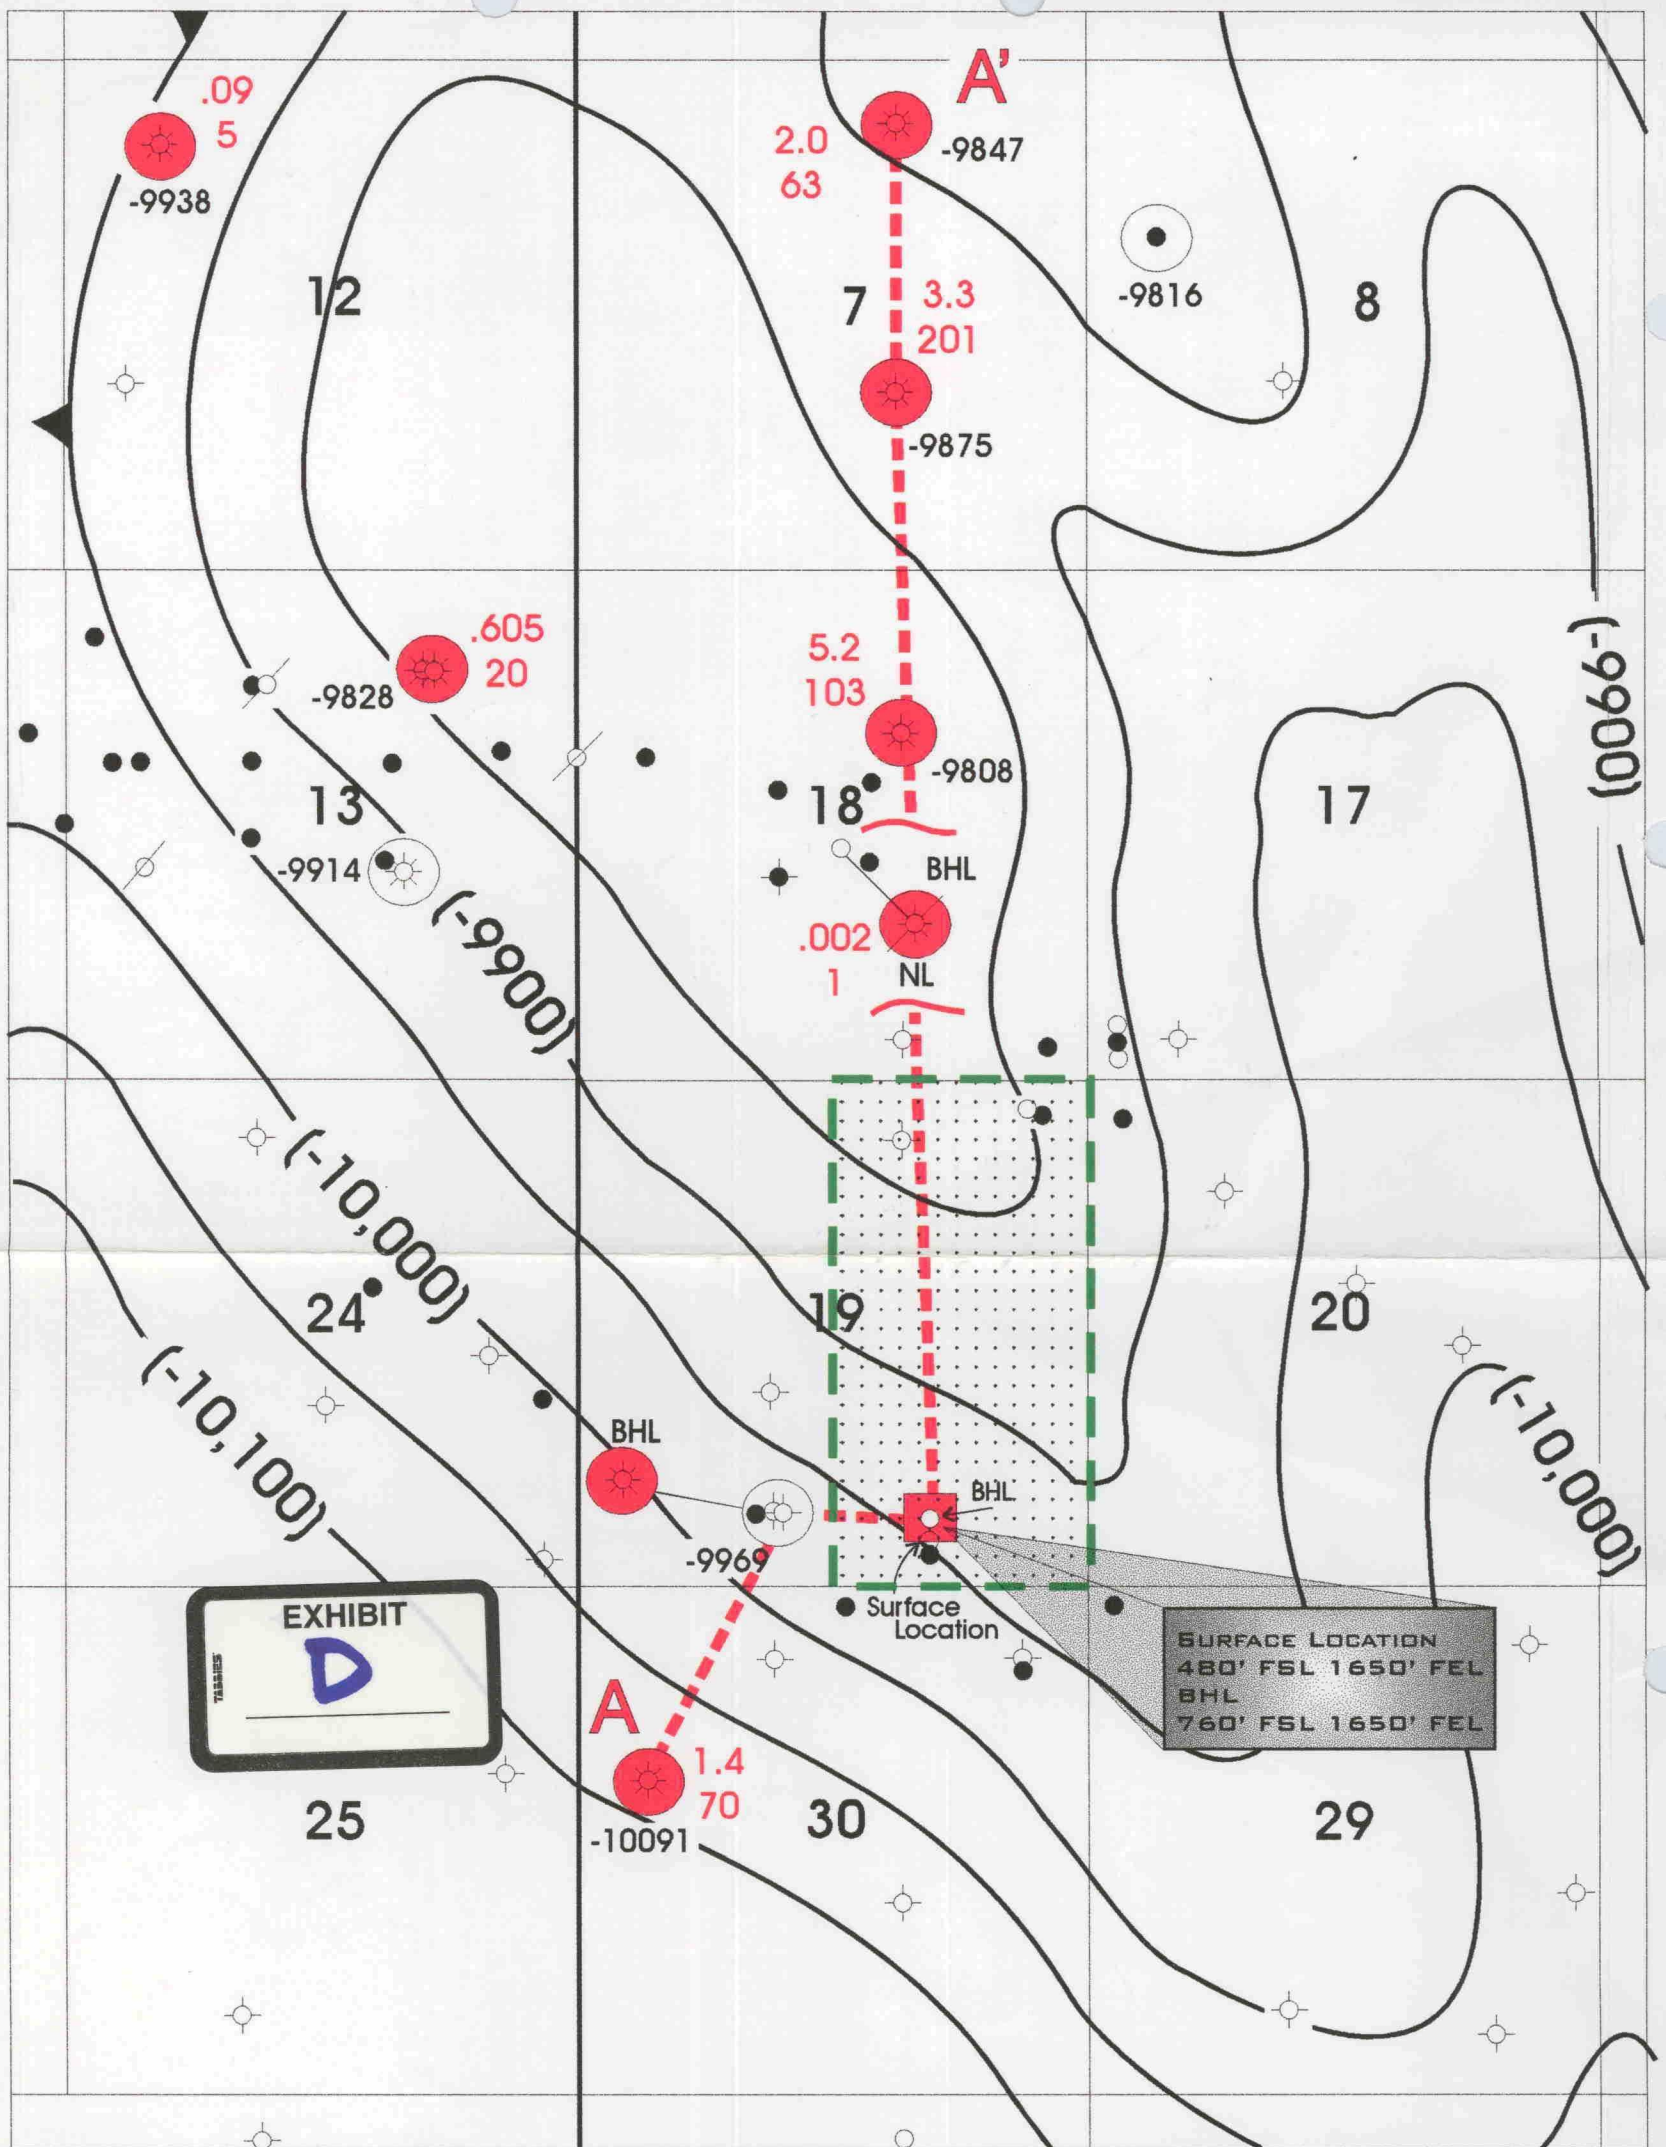 A'
.09
5
-9938
2.0
63
-9847
12
7
3.3
201
-9816
8
-9875
.605
20
-9828
5.2
103
-9808
(-9900)
13
18
17
-9914
BHL
(-9900)
.002
1
NL
(-10,000)
24
19
20
(-10,100)
BHL
BHL
(-10,000)
-9969
EXHIBIT
D
TABBIES'
Surface
Location
SURFACE LOCATION
480' FSL 1650' FEL
BHL
760' FSL 1650' FEL
A
1.4
70
-10091
25
30
29